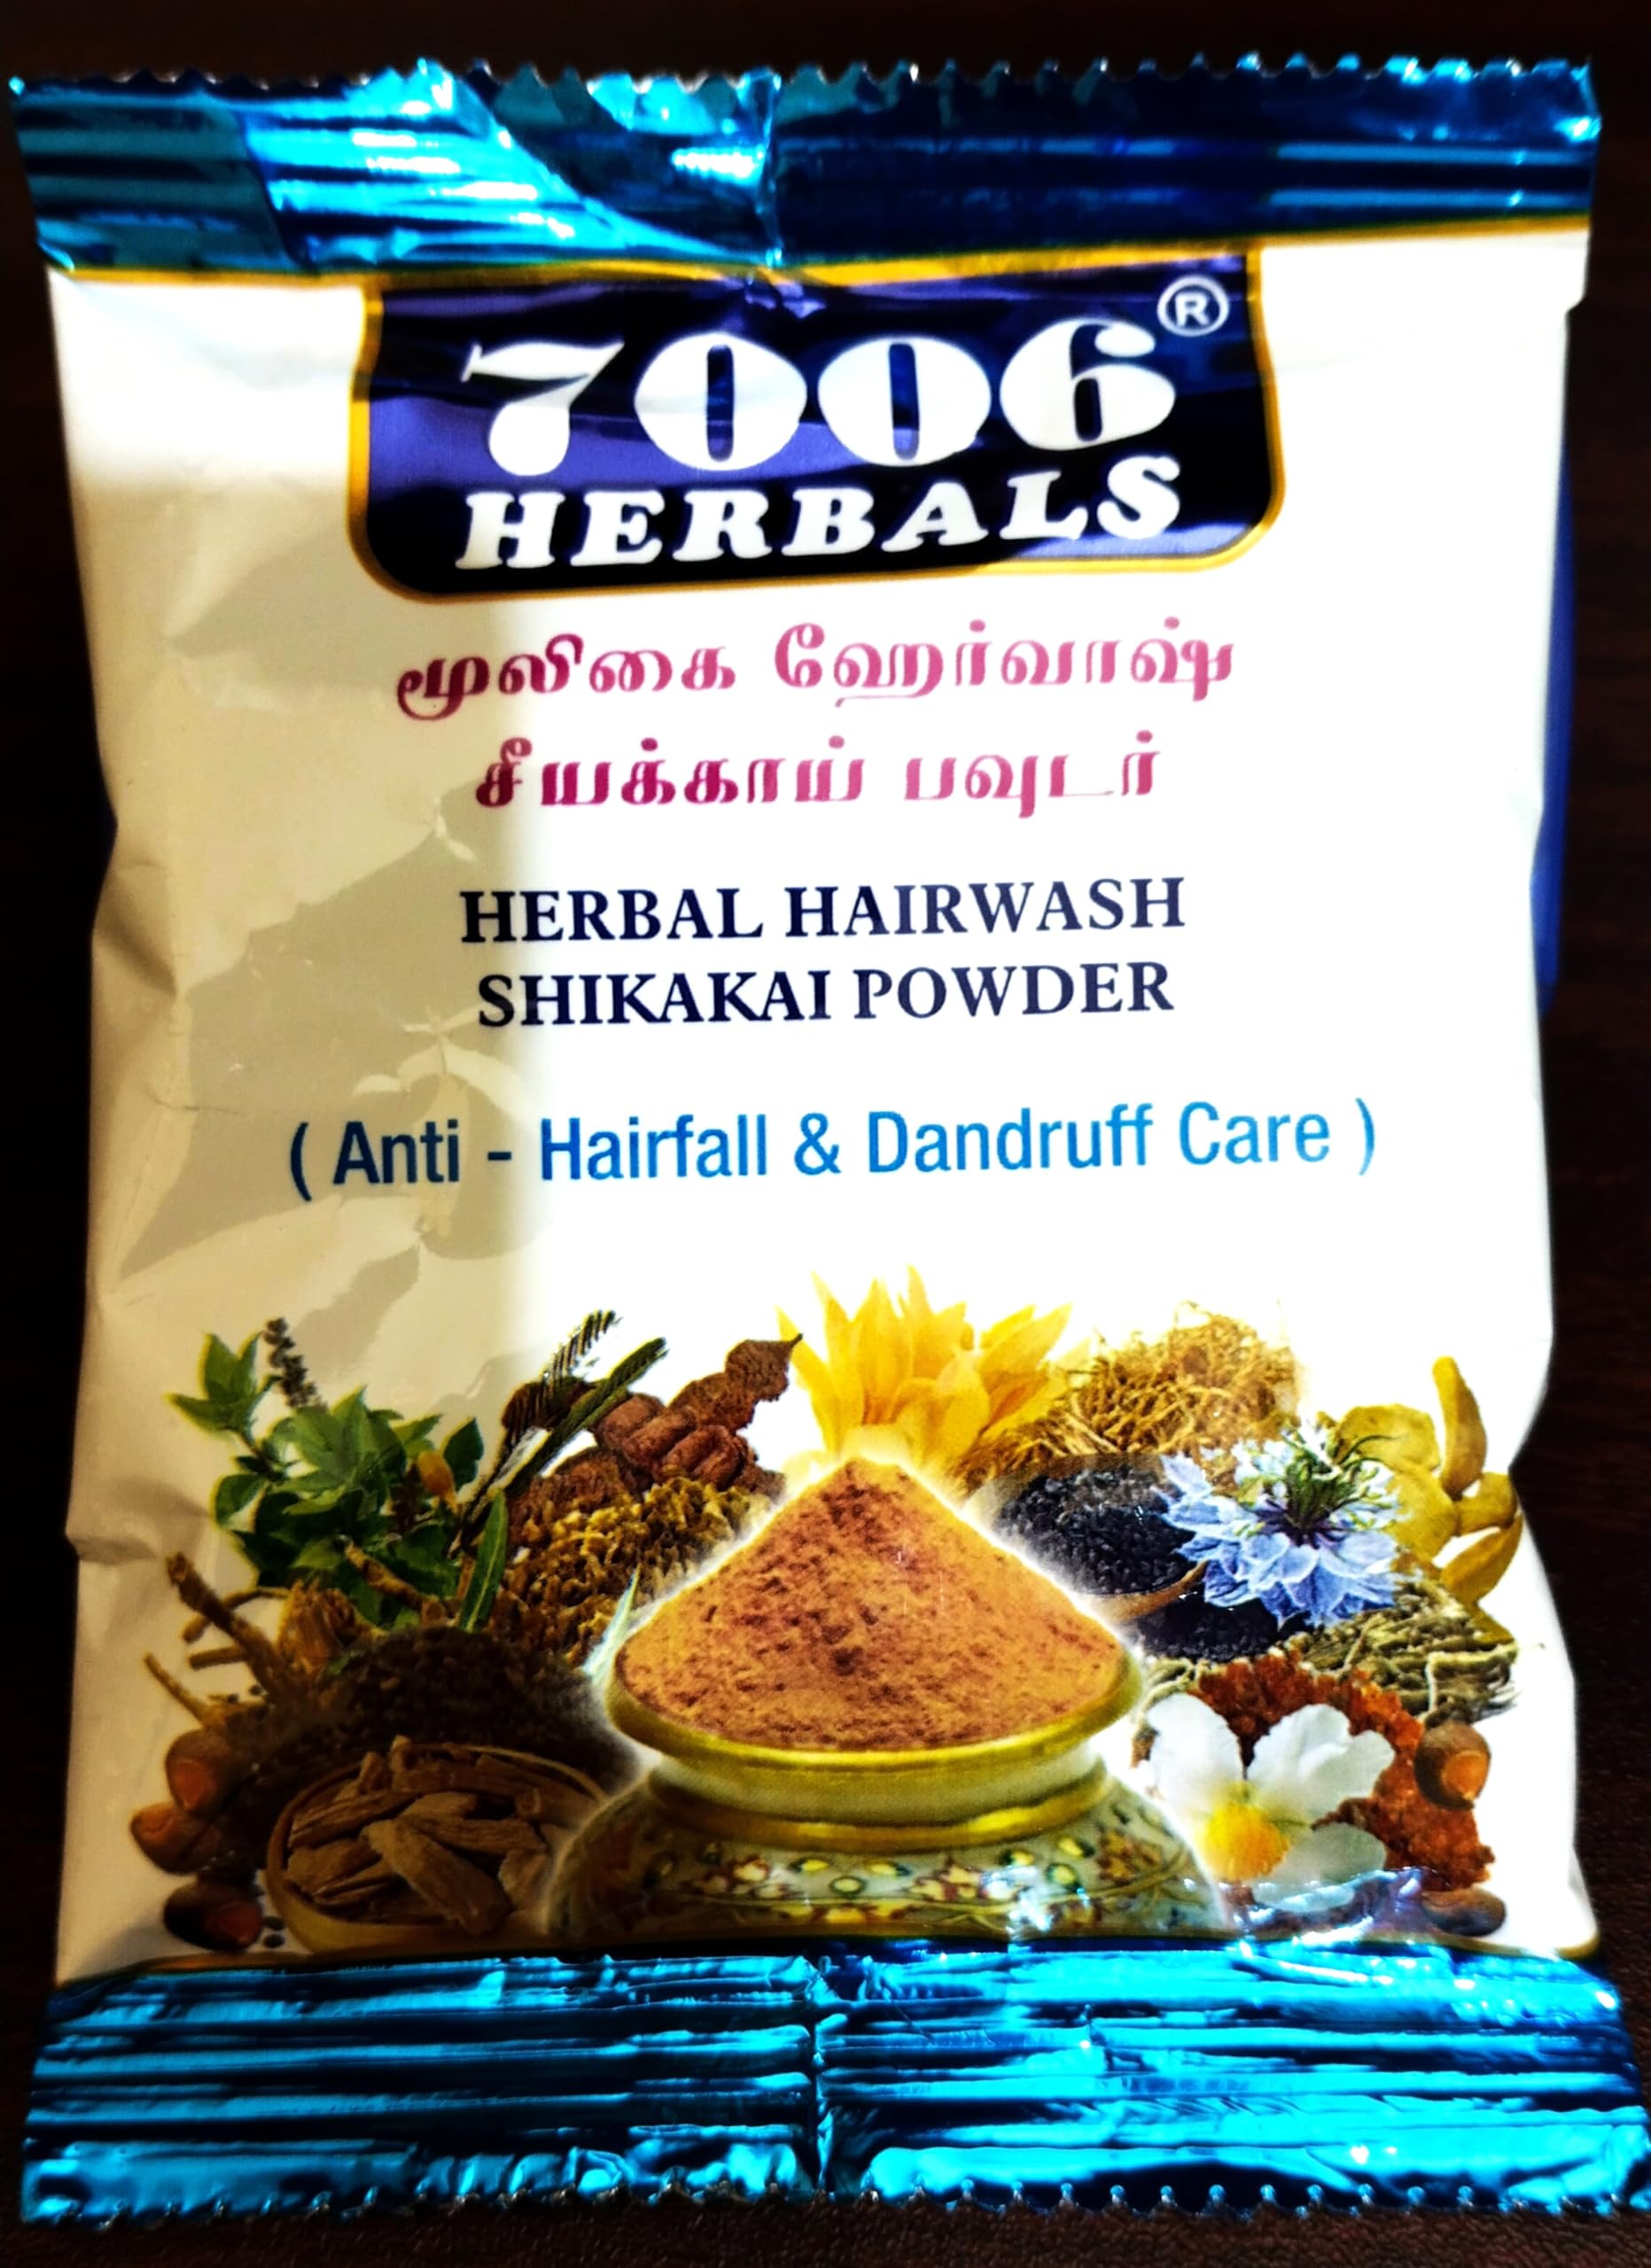 7006®
HERBALS
மூலிகை ஹேர்வாஷ்
சீயக்காய் பவுடர்
HERBAL HAIRWASH
SHIKAKAI POWDER
( Anti - Hairfall & Dandruff Care )